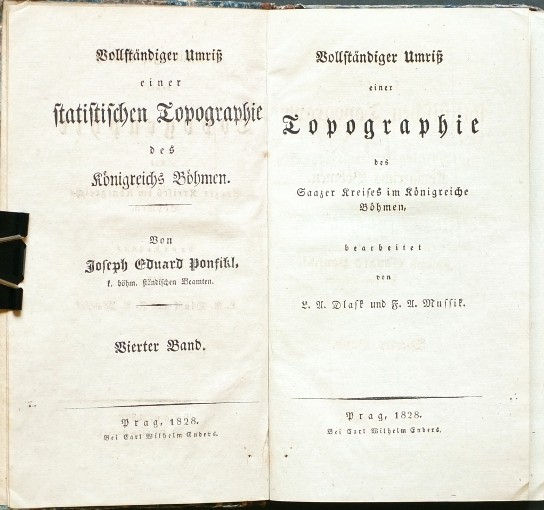 Vollständiger Umriß
einer
statistischen Topographie
des
Königreichs Böhmen.
Von
Joseph Eduard Ponfikl,
k. böhm. ständischen Beamten.
Vierter Band.
Prag, 1828.
Bei Carl Wilhelm Enders.
Vollständiger Umriß
einer
Topographie
des
Saazer Kreises im Königreiche
Böhmen,
bearbeitet
von
L. A. Dlask und F. A. Mussik.
Prag, 1828.
Bei Carl Wilhelm Enders.